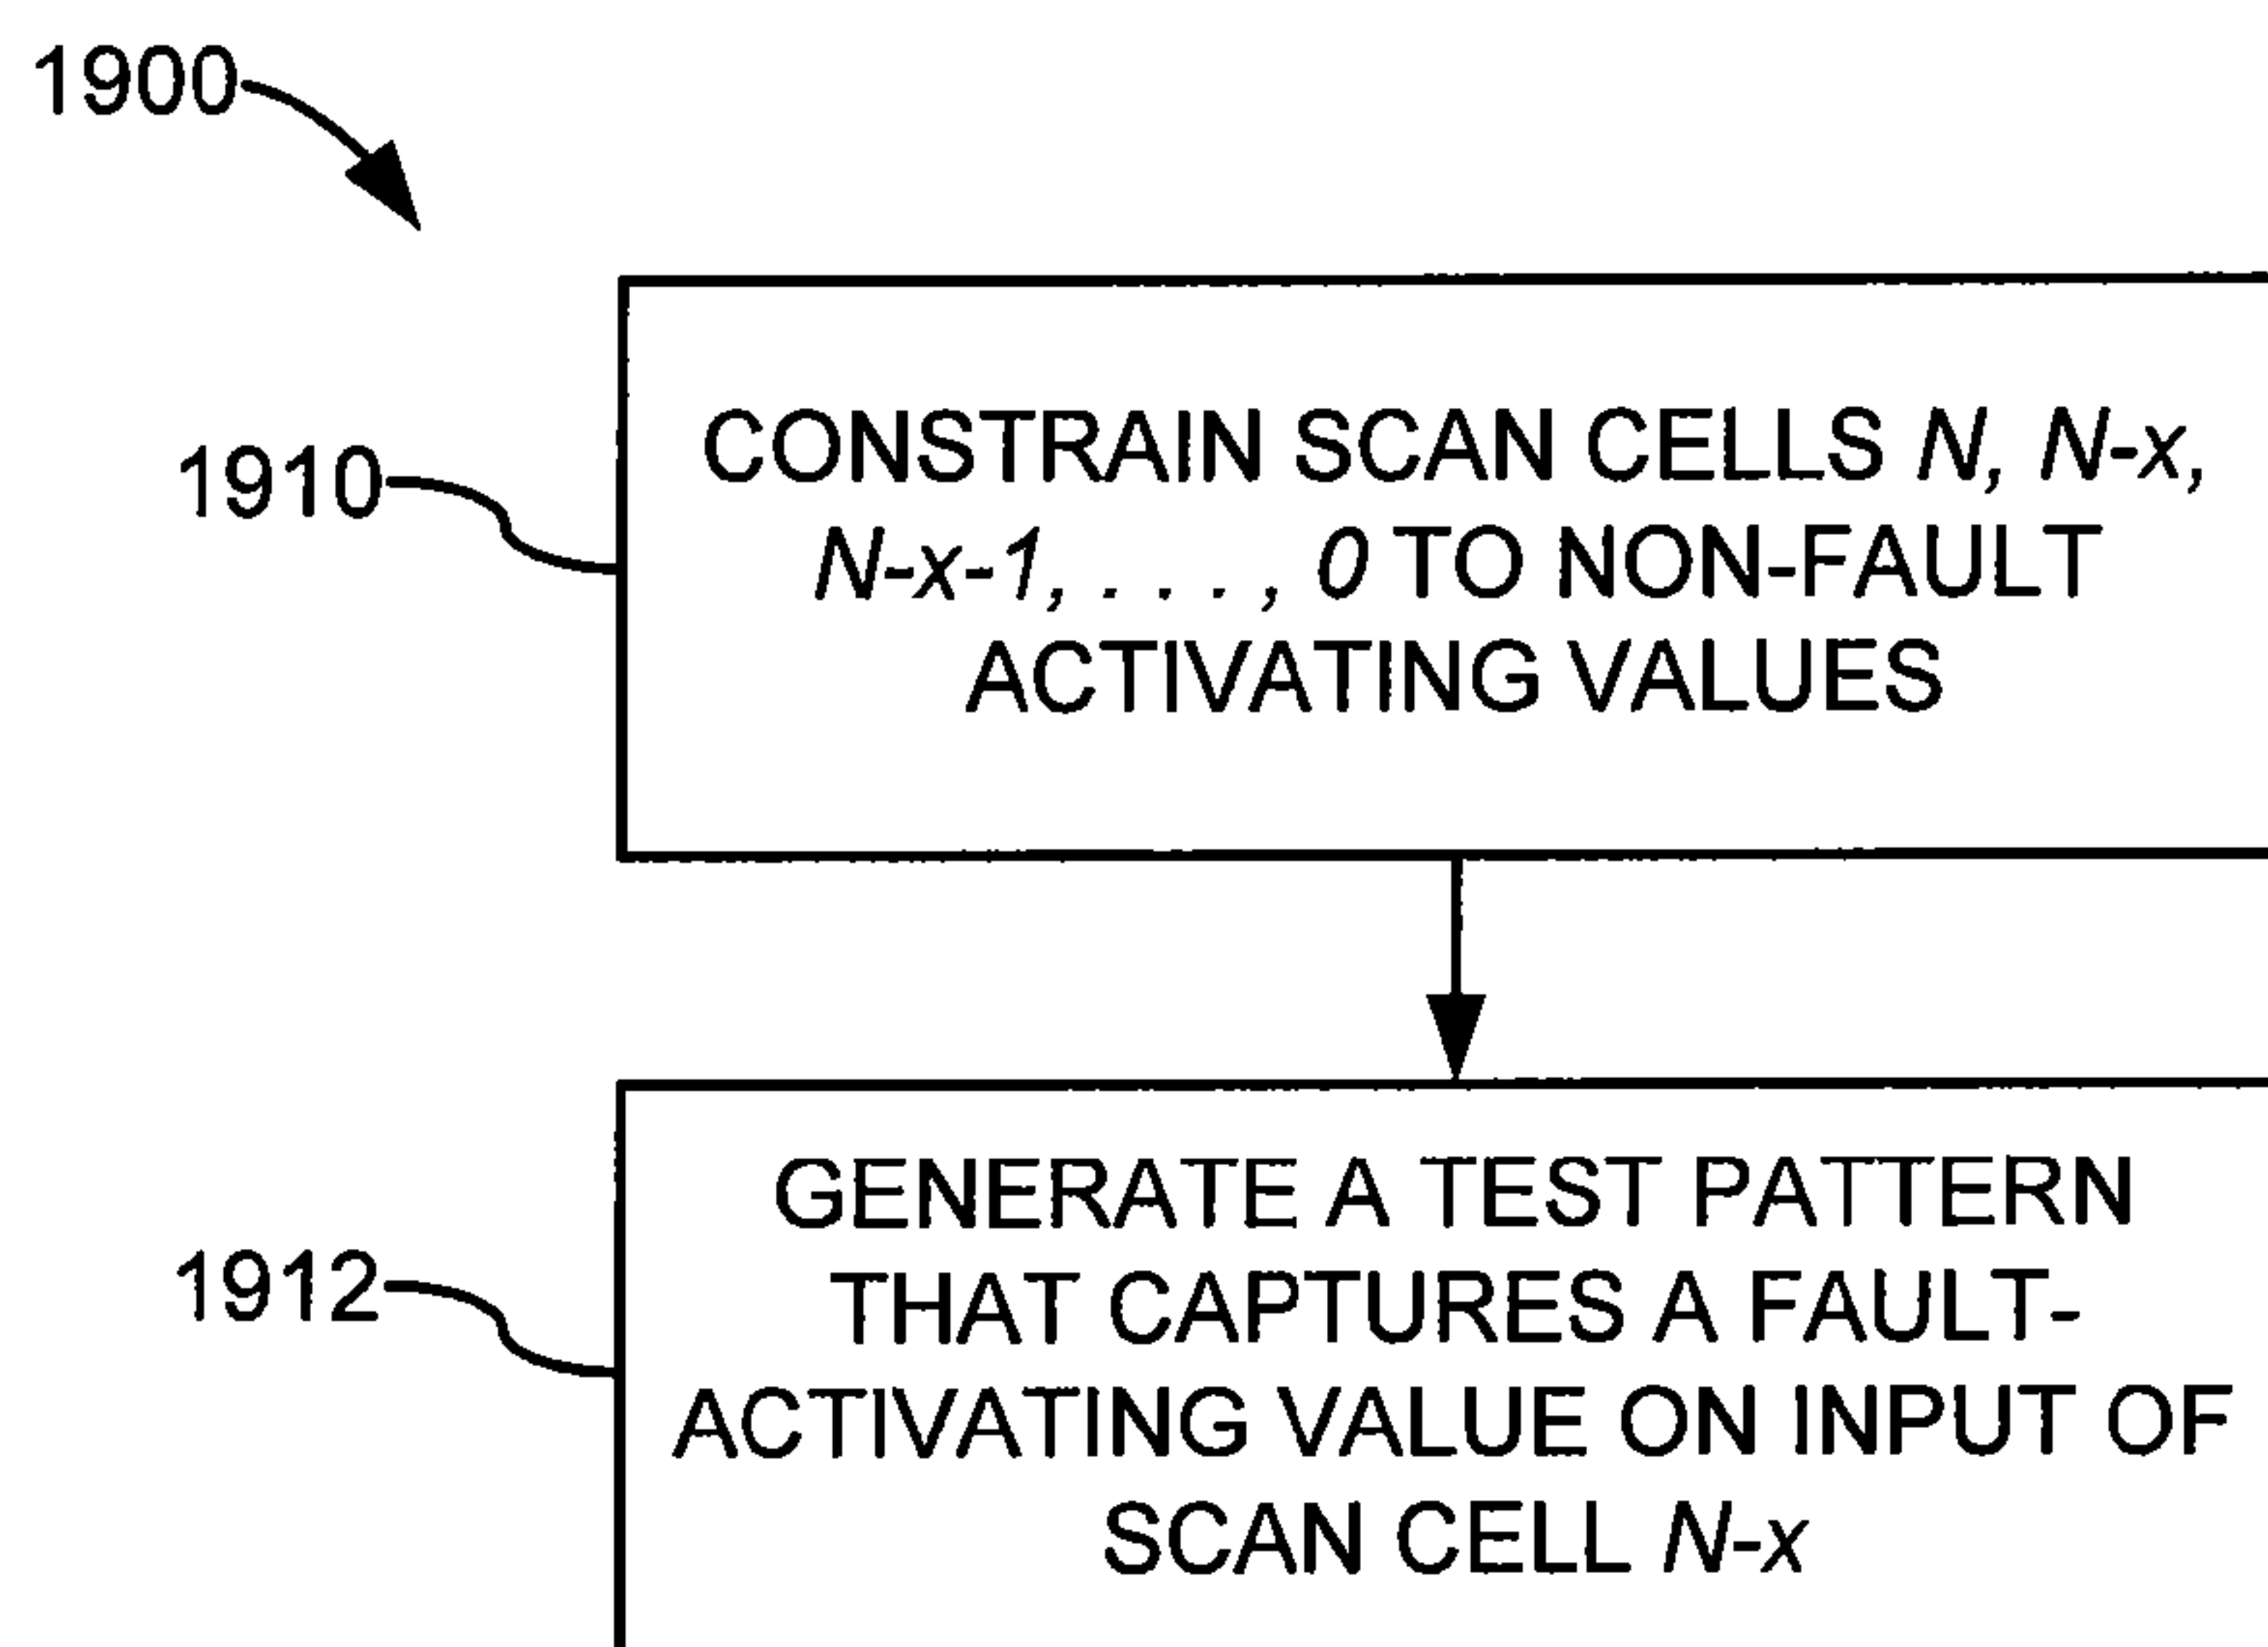 1900
1910
CONSTRAIN SCAN CELLS N, N-x,
N-x-1, . . . , 0 TO NON-FAULT
ACTIVATING VALUES
1912
GENERATE A TEST PATTERN
THAT CAPTURES A FAULT-
ACTIVATING VALUE ON INPUT OF
SCAN CELL N-x